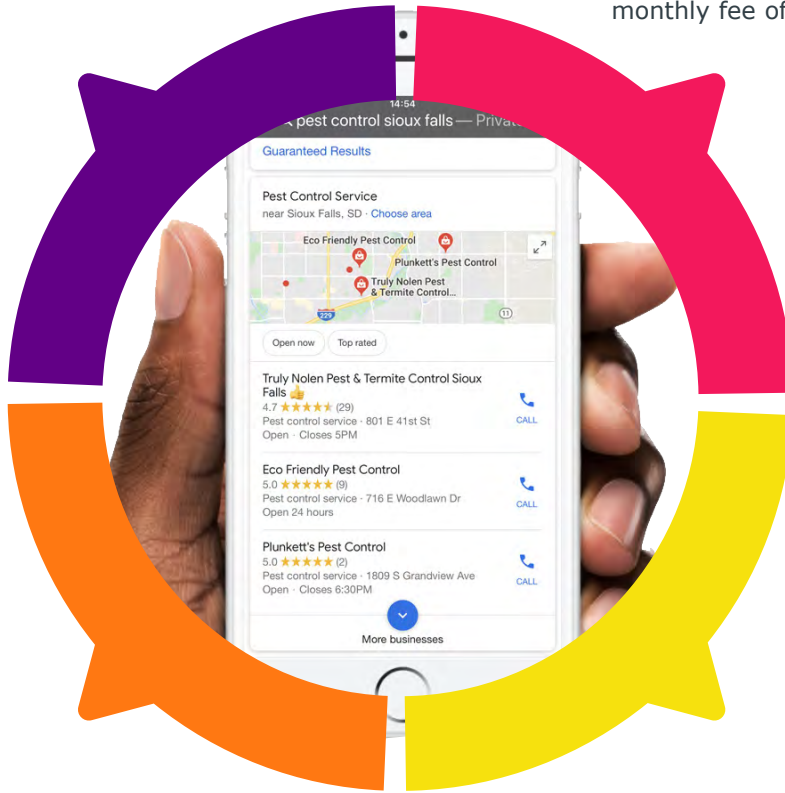 monthly fee of
14:54
pest control sioux falls — Private
Guaranteed Results
Pest Control Service
near Sioux Falls, SD · Choose area
Eco Friendly Pest Control
Plunkett's Pest Control
Truly Nolen Pest
& Termite Control...
229
11
Open now Top rated
Truly Nolen Pest & Termite Control Sioux
Falls 👍
4.7 ★★★★★ (29)
Pest control service · 801 E 41st St
Open · Closes 5PM
CALL
Eco Friendly Pest Control
5.0 ★★★★★ (9)
Pest control service · 716 E Woodlawn Dr
Open 24 hours
CALL
Plunkett's Pest Control
5.0 ★★★★★ (2)
Pest control service · 1809 S Grandview Ave
Open · Closes 6:30PM
CALL
More businesses